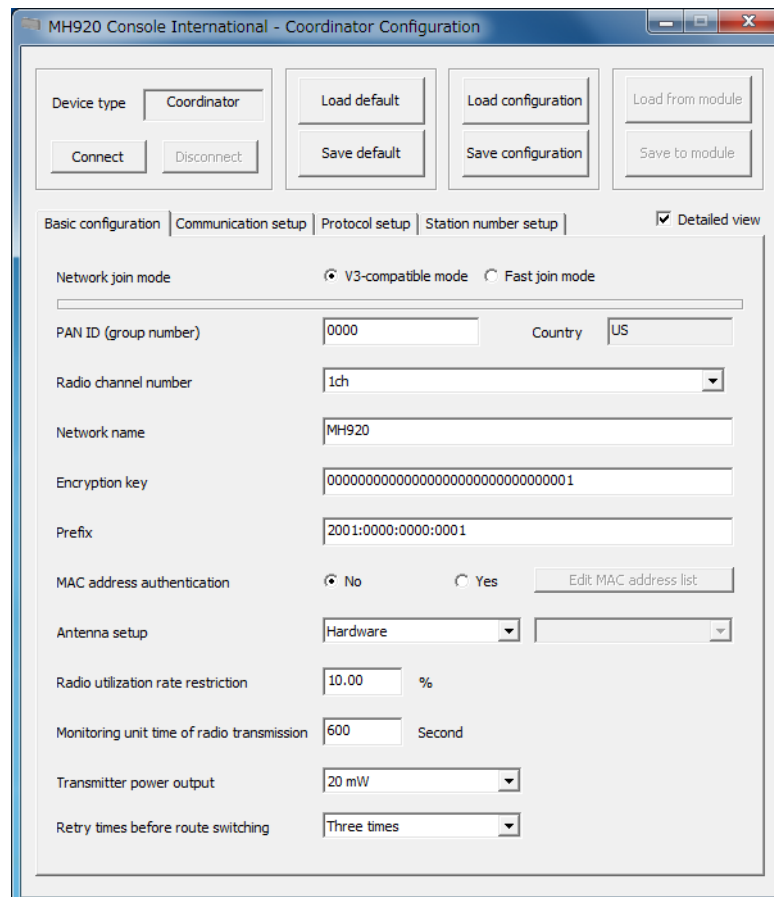 MH920 Console International - Coordinator Configuration
Device type Coordinator
Connect Disconnect
Load default
Save default
Load configuration
Save configuration
Load from module
Save to module
Basic configuration Communication setup Protocol setup Station number setup Detailed view
Network join mode V3-compatible mode Fast join mode
PAN ID (group number) 0000 Country US
Radio channel number 1ch
Network name MH920
Encryption key 00000000000000000000000000000001
Prefix 2001:0000:0000:0001
MAC address authentication No Yes Edit MAC address list
Antenna setup Hardware
Radio utilization rate restriction 10.00 %
Monitoring unit time of radio transmission 600 Second
Transmitter power output 20 mW
Retry times before route switching Three times